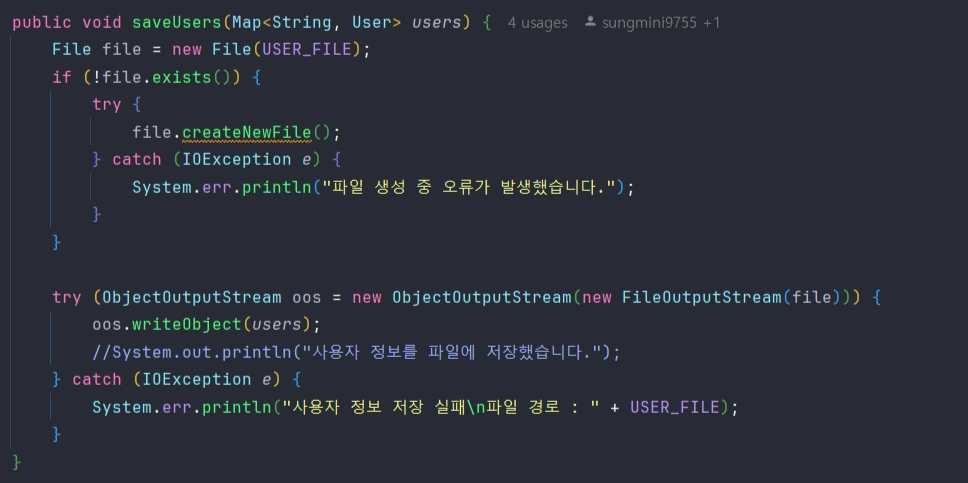 public void saveUsers(Map<String, User> users) { 4 usages sungmini9755 +1
File file = new File(USER_FILE);
if (!file.exists()) {
try {
file.createNewFile();
} catch (IOException e) {
System.err.println("파일 생성 중 오류가 발생했습니다.");
}
}
try (ObjectOutputStream oos = new ObjectOutputStream(new FileOutputStream(file))) {
oos.writeObject(users);
//System.out.println("사용자 정보를 파일에 저장했습니다.");
} catch (IOException e) {
System.err.println("사용자 정보 저장 실패\n파일 경로 : " + USER_FILE);
}
}